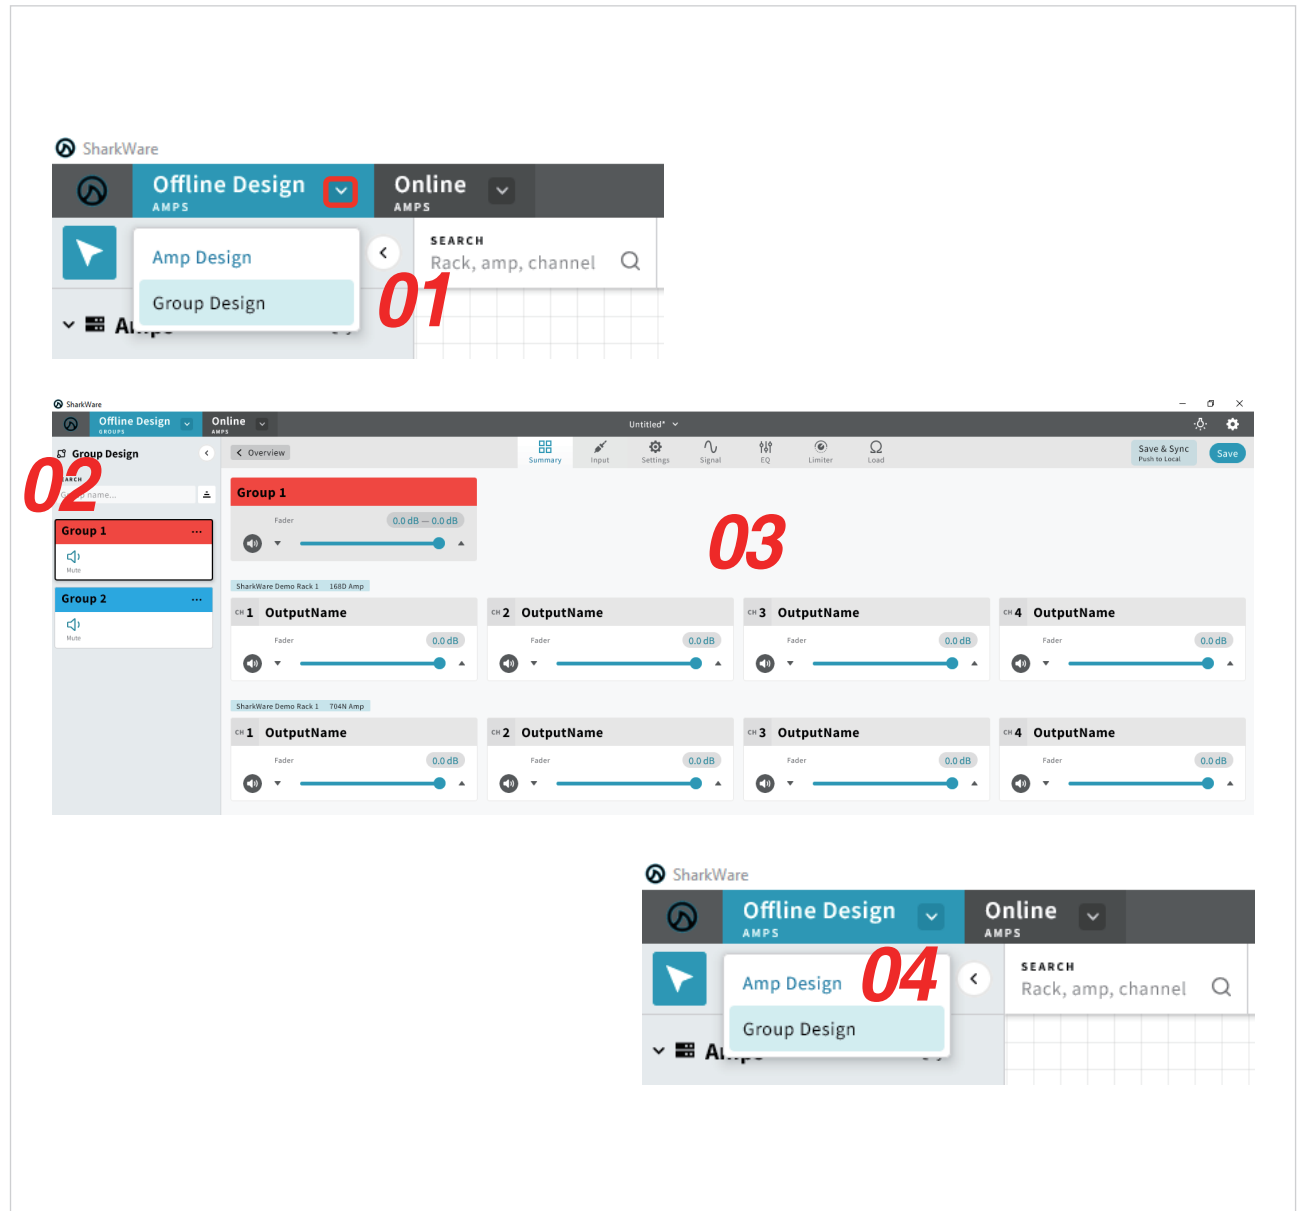 SharkWare
Offline Design
AMPS
Online
AMPS
Amp Design
Group Design
SEARCH
Rack, amp, channel
01
SharkWare
Offline Design
GROUPS
Online
AMPS
Untitled*
Group Design
Overview
Summary
Input
Settings
Signal
EQ
Limiter
Load
Save & Sync
Push to Local
Save
02
name...
Group 1
Mute
Group 2
Mute
Group 1
Fader
0.0 dB — 0.0 dB
03
SharkWare Demo Rack 1 168D Amp
CH 1 OutputName
Fader
0.0 dB
CH 2 OutputName
Fader
0.0 dB
CH 3 OutputName
Fader
0.0 dB
CH 4 OutputName
Fader
0.0 dB
SharkWare Demo Rack 1 704N Amp
CH 1 OutputName
Fader
0.0 dB
CH 2 OutputName
Fader
0.0 dB
CH 3 OutputName
Fader
0.0 dB
CH 4 OutputName
Fader
0.0 dB
SharkWare
Offline Design
AMPS
Online
AMPS
Amp Design
Group Design
04
SEARCH
Rack, amp, channel